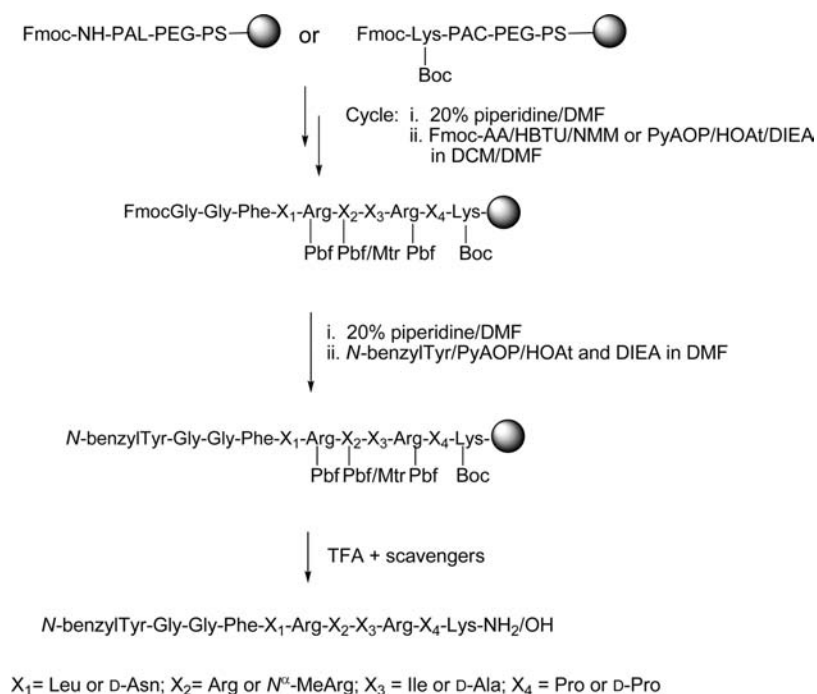 Fmoc-NH-PAL-PEG-PS or Fmoc-Lys-PAC-PEG-PS
Boc
Cycle: i. 20% piperidine/DMF
ii. Fmoc-AA/HBTU/NMM or PyAOP/HOAt/DIEA
in DCM/DMF
FmocGly-Gly-Phe-X₁-Arg-X₂-X₃-Arg-X₄-Lys-
Pbf Pbf/Mtr Pbf Boc
i. 20% piperidine/DMF
ii. N-benzylTyr/PyAOP/HOAt and DIEA in DMF
N-benzylTyr-Gly-Gly-Phe-X₁-Arg-X₂-X₃-Arg-X₄-Lys-
Pbf Pbf/Mtr Pbf Boc
TFA + scavengers
N-benzylTyr-Gly-Gly-Phe-X₁-Arg-X₂-X₃-Arg-X₄-Lys-NH₂/OH
X₁= Leu or D-Asn; X₂= Arg or Nᵅ-MeArg; X₃ = Ile or D-Ala; X₄ = Pro or D-Pro